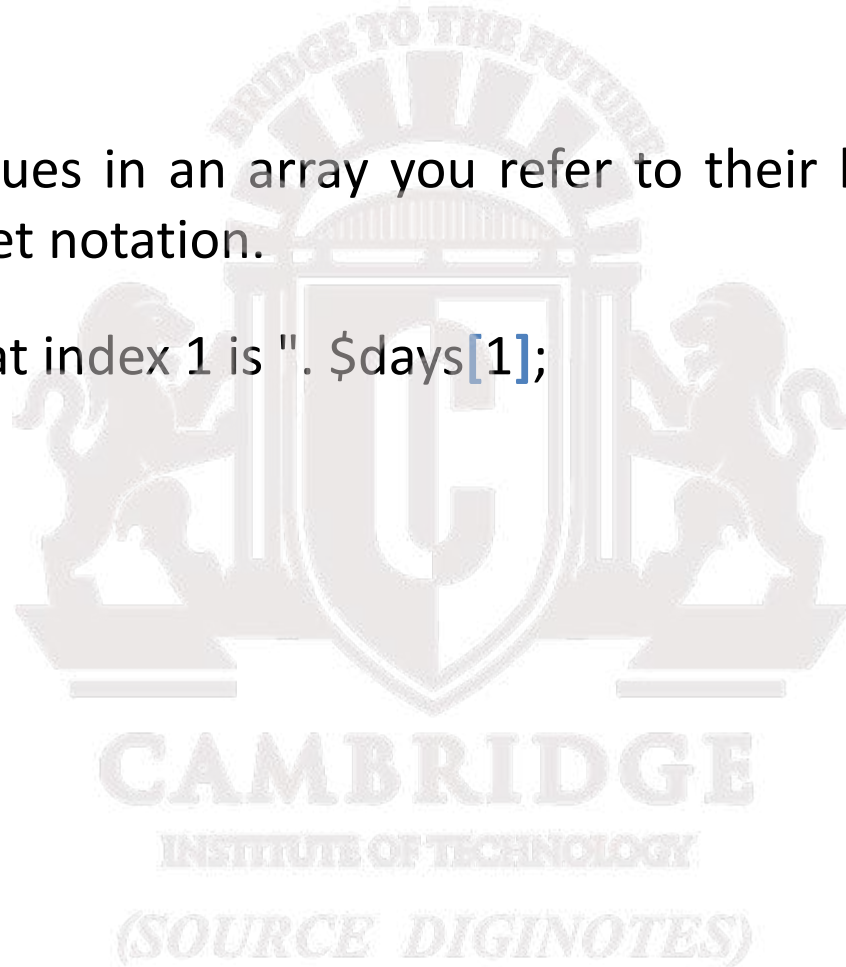 BRIDGE TO THE FUTURE
ues in an array you refer to their
et notation.
at index 1 is ". $days[1];
C
CAMBRIDGE
INSTITUTE OF TECHNOLOGY
(SOURCE DIGINOTES)